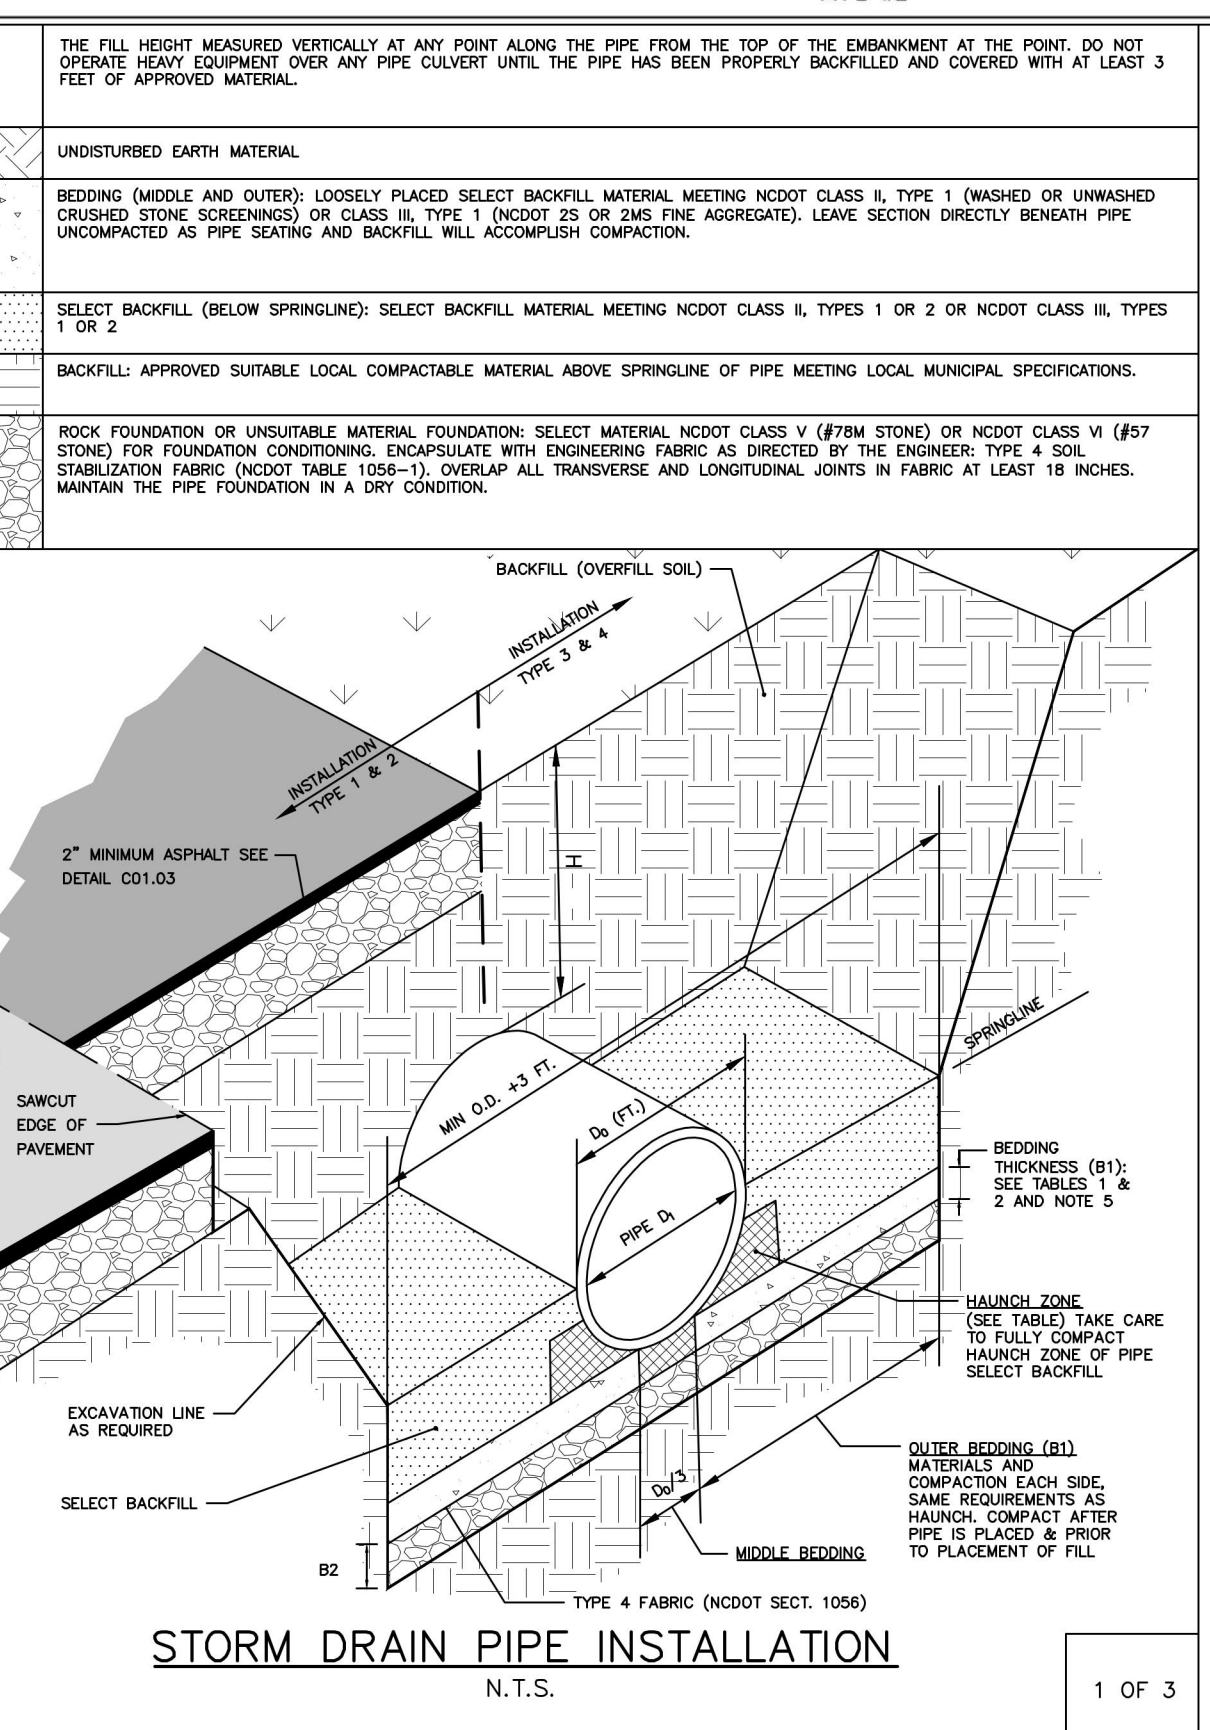 THE FILL HEIGHT MEASURED VERTICALLY AT ANY POINT ALONG THE PIPE FROM THE TOP OF THE EMBANKMENT AT THE POINT. DO NOT
OPERATE HEAVY EQUIPMENT OVER ANY PIPE CULVERT UNTIL THE PIPE HAS BEEN PROPERLY BACKFILLED AND COVERED WITH AT LEAST 3
FEET OF APPROVED MATERIAL.
UNDISTURBED EARTH MATERIAL
BEDDING (MIDDLE AND OUTER): LOOSELY PLACED SELECT BACKFILL MATERIAL MEETING NCDOT CLASS II, TYPE 1 (WASHED OR UNWASHED
CRUSHED STONE SCREENINGS) OR CLASS III, TYPE 1 (NCDOT 2S OR 2MS FINE AGGREGATE). LEAVE SECTION DIRECTLY BENEATH PIPE
UNCOMPACTED AS PIPE SEATING AND BACKFILL WILL ACCOMPLISH COMPACTION.
SELECT BACKFILL (BELOW SPRINGLINE): SELECT BACKFILL MATERIAL MEETING NCDOT CLASS II, TYPES 1 OR 2 OR NCDOT CLASS III, TYPES
1 OR 2
BACKFILL: APPROVED SUITABLE LOCAL COMPACTABLE MATERIAL ABOVE SPRINGLINE OF PIPE MEETING LOCAL MUNICIPAL SPECIFICATIONS.
ROCK FOUNDATION OR UNSUITABLE MATERIAL FOUNDATION: SELECT MATERIAL NCDOT CLASS V (#78M STONE) OR NCDOT CLASS VI (#57
STONE) FOR FOUNDATION CONDITIONING. ENCAPSULATE WITH ENGINEERING FABRIC AS DIRECTED BY THE ENGINEER: TYPE 4 SOIL
STABILIZATION FABRIC (NCDOT TABLE 1056-1). OVERLAP ALL TRANSVERSE AND LONGITUDINAL JOINTS IN FABRIC AT LEAST 18 INCHES.
MAINTAIN THE PIPE FOUNDATION IN A DRY CONDITION.
BACKFILL (OVERFILL SOIL)
INSTALLATION
TYPE 3 & 4
INSTALLATION
TYPE 1 & 2
2" MINIMUM ASPHALT SEE
DETAIL C01.03
H
SPRINGLINE
MIN O.D. +3 FT.
D₀ (FT.)
SAWCUT
EDGE OF
PAVEMENT
BEDDING
THICKNESS (B1):
SEE TABLES 1 &
2 AND NOTE 5
PIPE D₁
HAUNCH ZONE
(SEE TABLE) TAKE CARE
TO FULLY COMPACT
HAUNCH ZONE OF PIPE
SELECT BACKFILL
EXCAVATION LINE
AS REQUIRED
OUTER BEDDING (B1)
MATERIALS AND
COMPACTION EACH SIDE,
SAME REQUIREMENTS AS
HAUNCH. COMPACT AFTER
PIPE IS PLACED & PRIOR
TO PLACEMENT OF FILL
D₀/3
SELECT BACKFILL
MIDDLE BEDDING
B2
TYPE 4 FABRIC (NCDOT SECT. 1056)
STORM DRAIN PIPE INSTALLATION
N.T.S.
1 OF 3